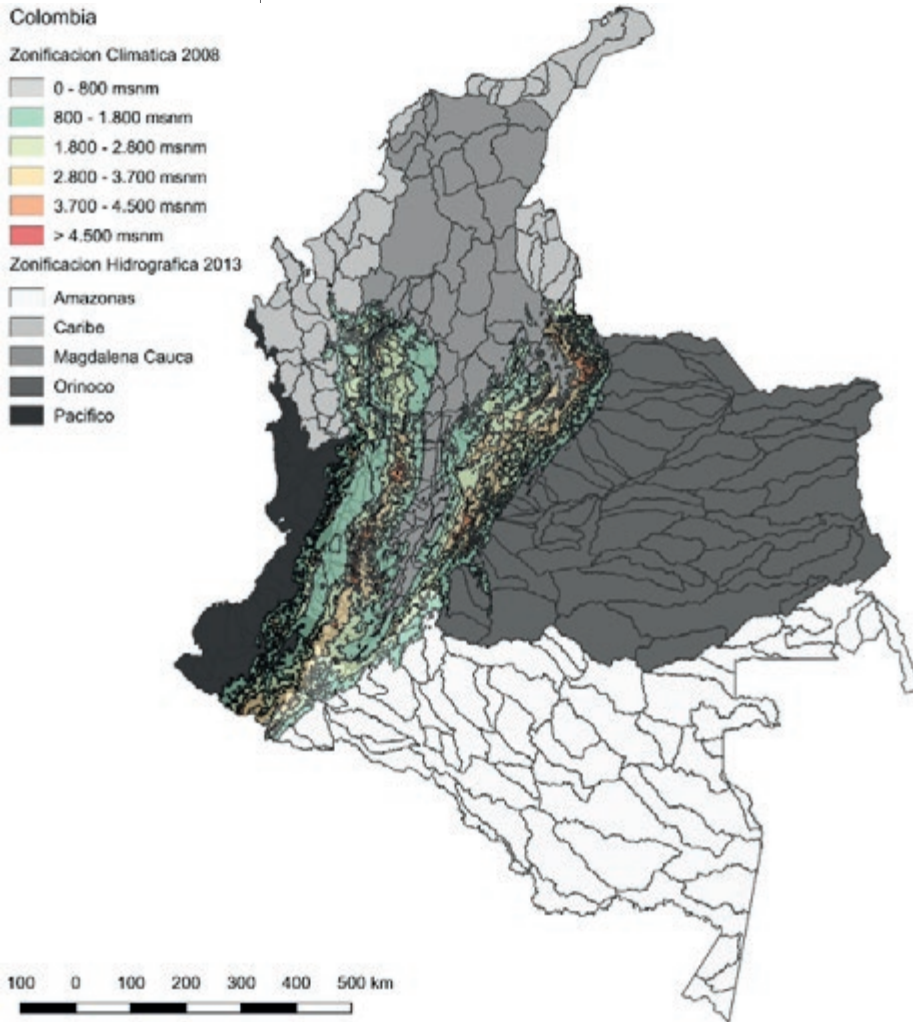 Colombia
Zonificacion Climatica 2008
0 - 800 msnm
800 - 1.800 msnm
1.800 - 2.800 msnm
2.800 - 3.700 msnm
3.700 - 4.500 msnm
> 4.500 msnm
Zonificacion Hidrografica 2013
Amazonas
Caribe
Magdalena Cauca
Orinoco
Pacifico
100 0 100 200 300 400 500 km